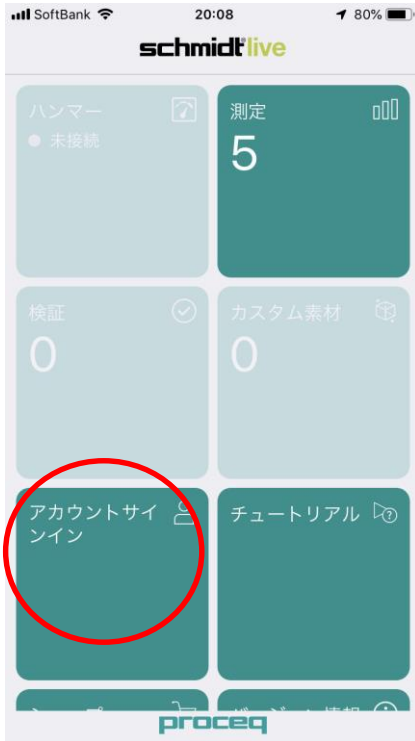 SoftBank 20:08 80%
schmidt live
ハンマー
未接続
測定
5
検証
0
カスタム素材
0
アカウントサイ
ンイン
チュートリアル
proceq